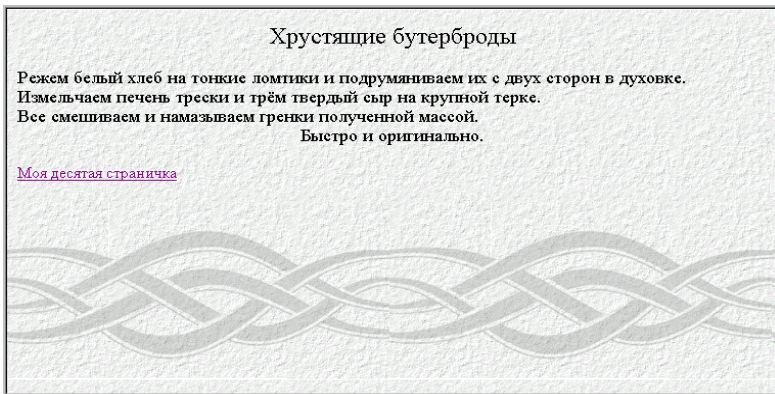 Хрустящие бутерброды
Режем белый хлеб на тонкие ломтики и подрумяниваем их с двух сторон в духовке.
Измельчаем печень трески и трём твердый сыр на крупной терке.
Все смешиваем и намазываем гренки полученной массой.
Быстро и оригинально.
Моя десятая страничка